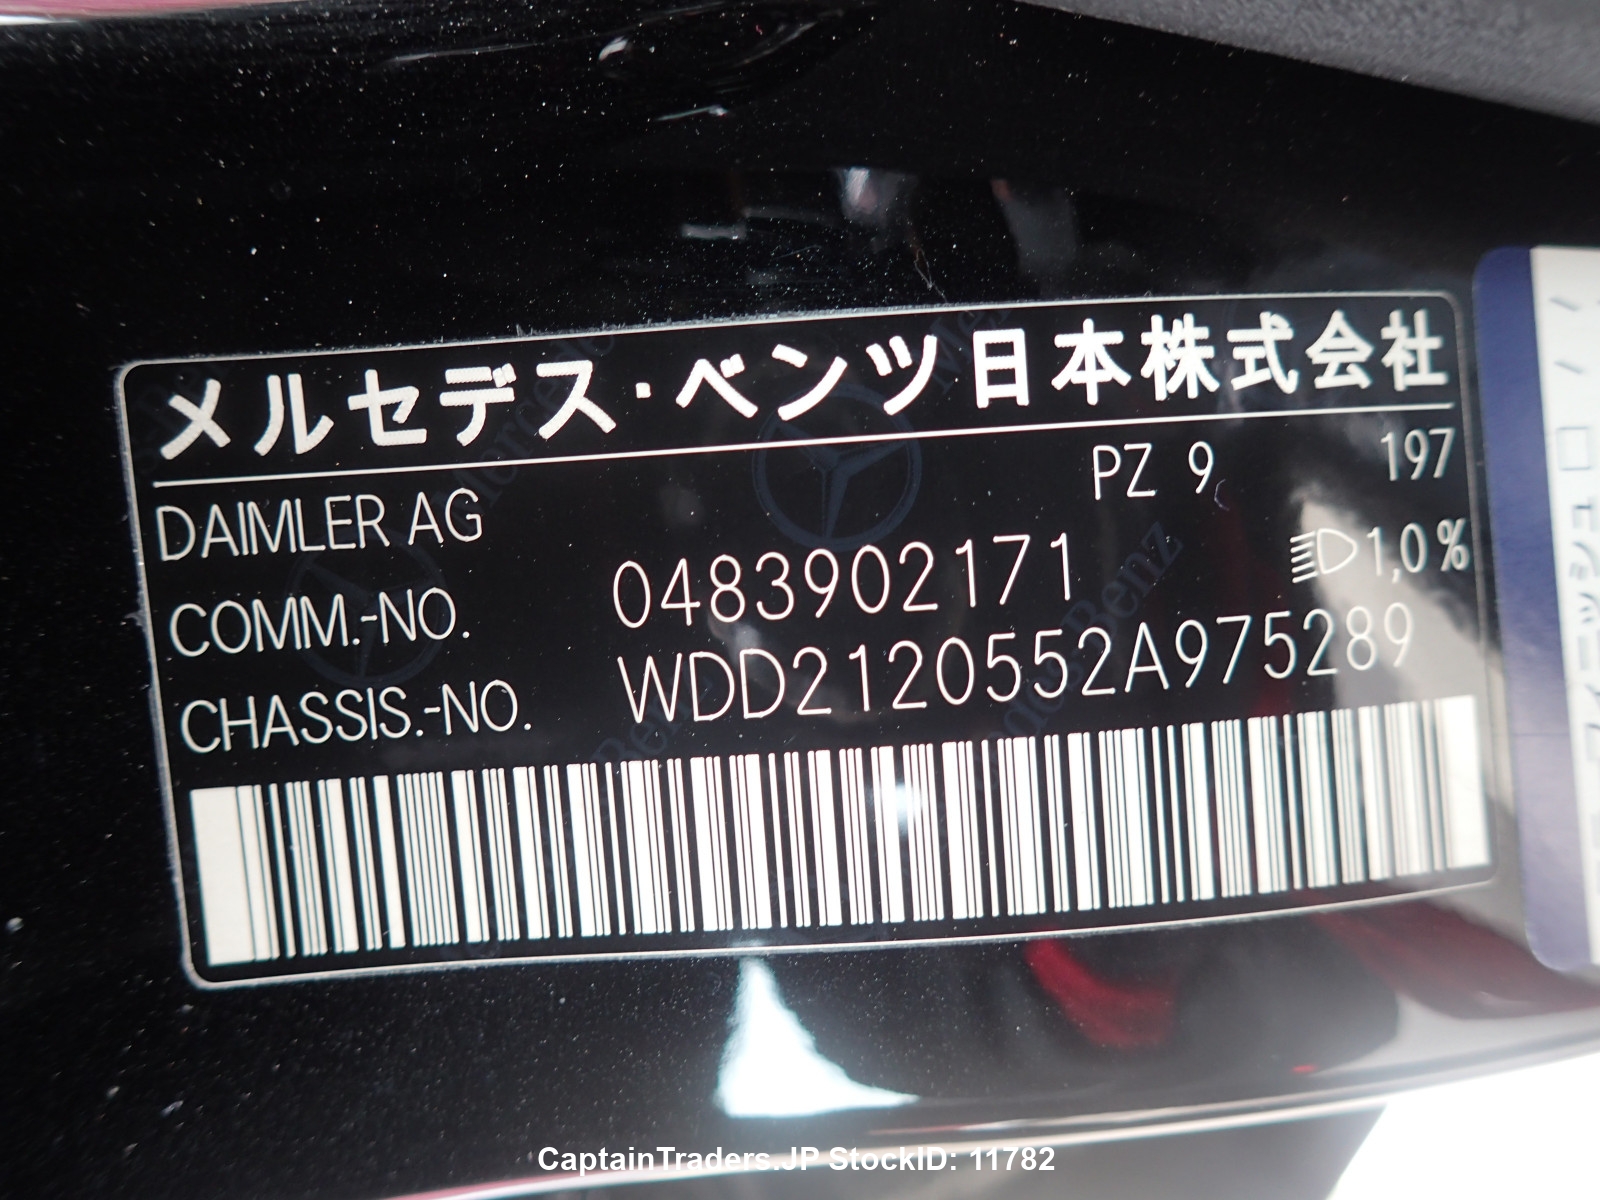 メルセデス・ベンツ日本株式会社
DAIMLER AG PZ 9 197
COMM.-NO. 0483902171 1,0%
CHASSIS.-NO. WDD2120552A975289
CaptainTraders.JP StockID: 11782